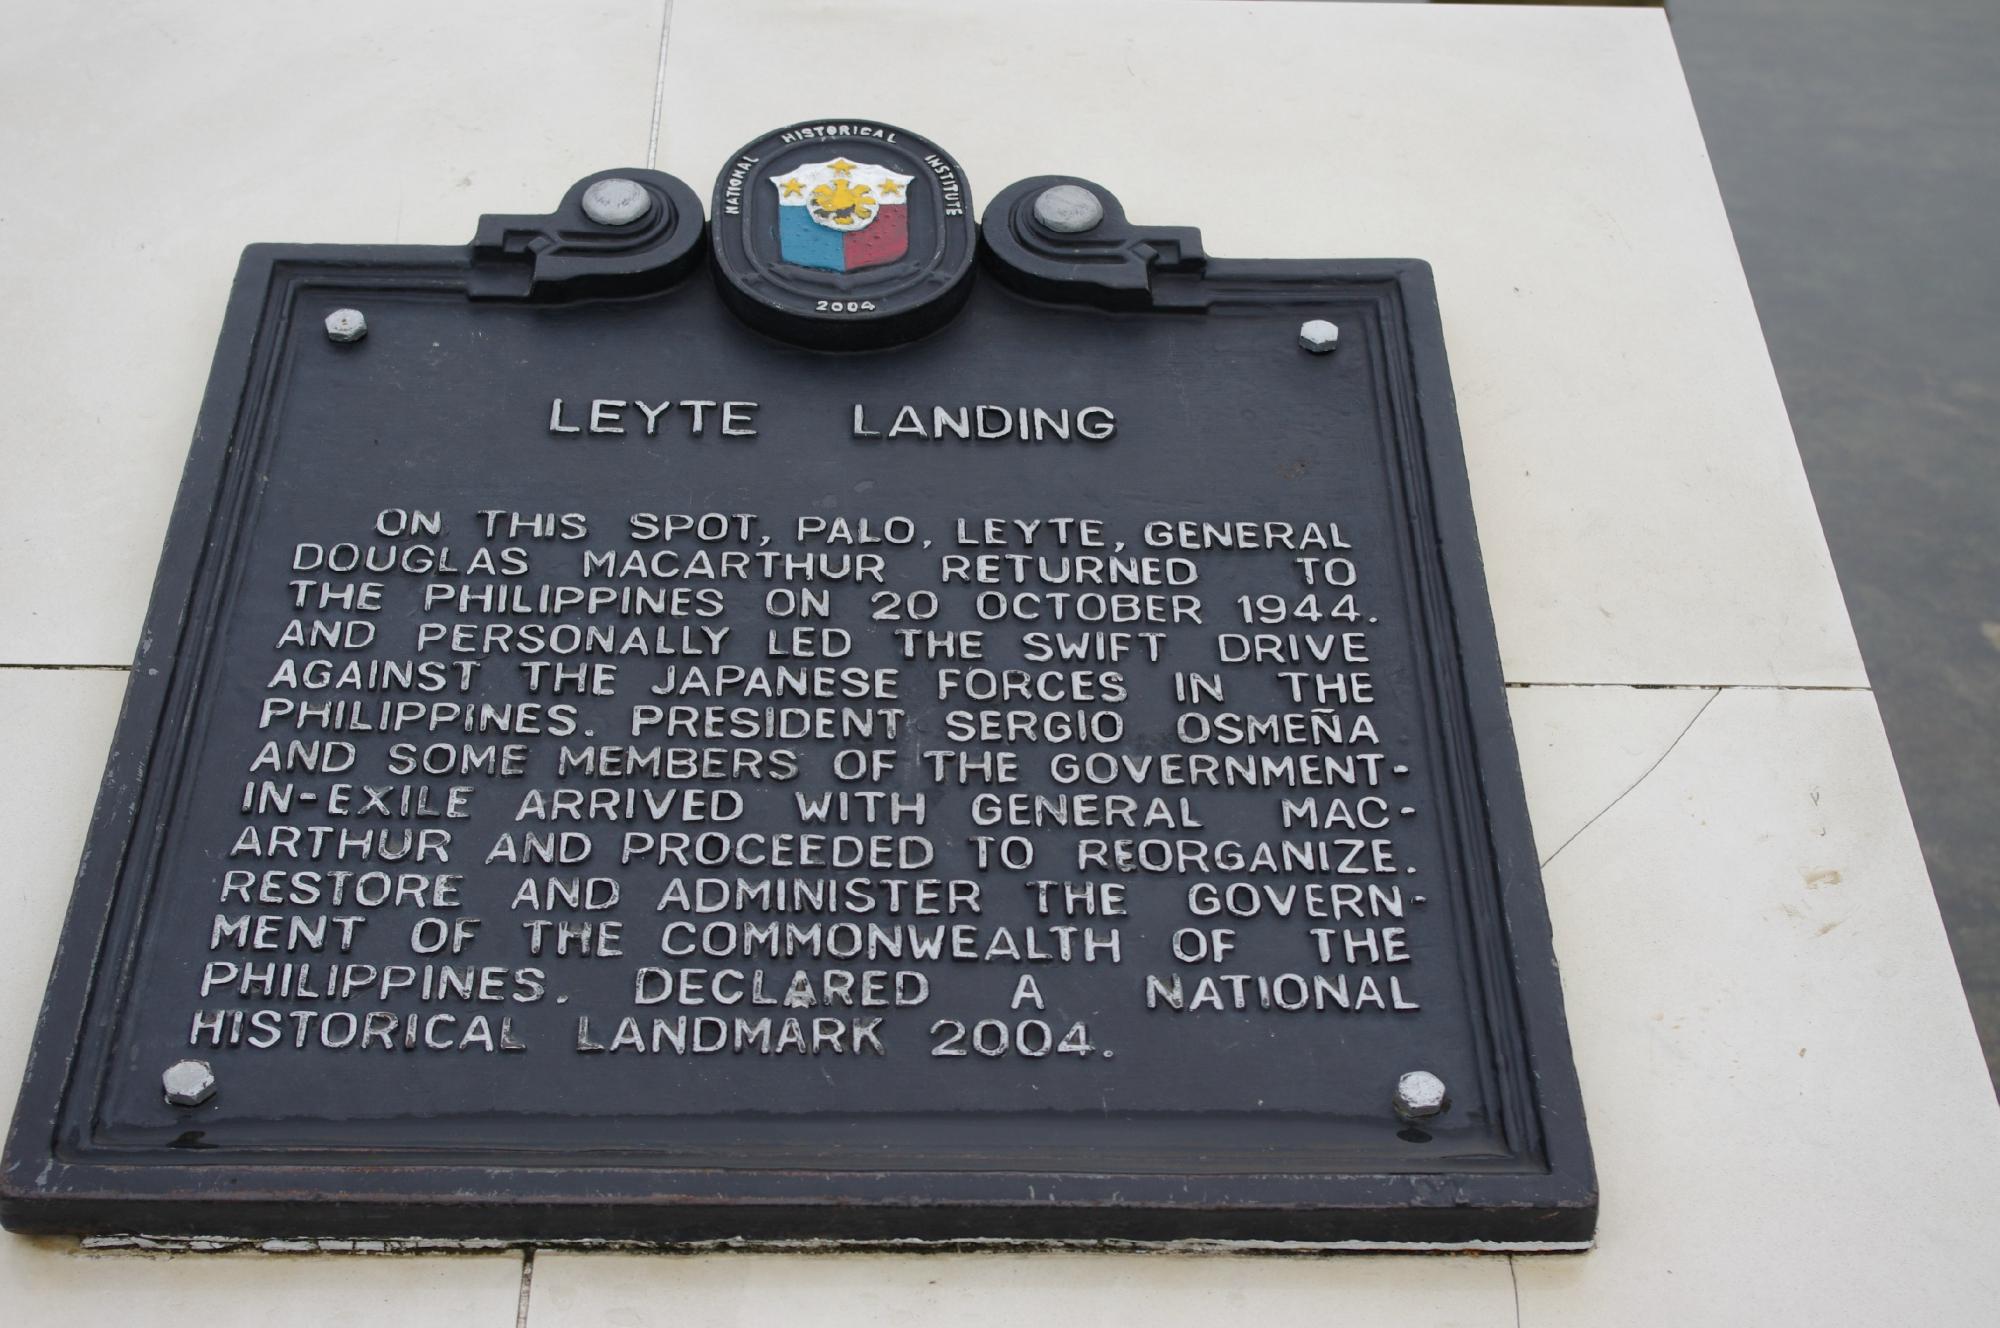 NATIONAL HISTORICAL INSTITUTE
2004
LEYTE LANDING
ON THIS SPOT, PALO, LEYTE, GENERAL
DOUGLAS MACARTHUR RETURNED TO
THE PHILIPPINES ON 20 OCTOBER 1944.
AND PERSONALLY LED THE SWIFT DRIVE
AGAINST THE JAPANESE FORCES IN THE
PHILIPPINES. PRESIDENT SERGIO OSMEÑA
AND SOME MEMBERS OF THE GOVERNMENT-
IN-EXILE ARRIVED WITH GENERAL MAC-
ARTHUR AND PROCEEDED TO REORGANIZE.
RESTORE AND ADMINISTER THE GOVERN-
MENT OF THE COMMONWEALTH OF THE
PHILIPPINES. DECLARED A NATIONAL
HISTORICAL LANDMARK 2004.